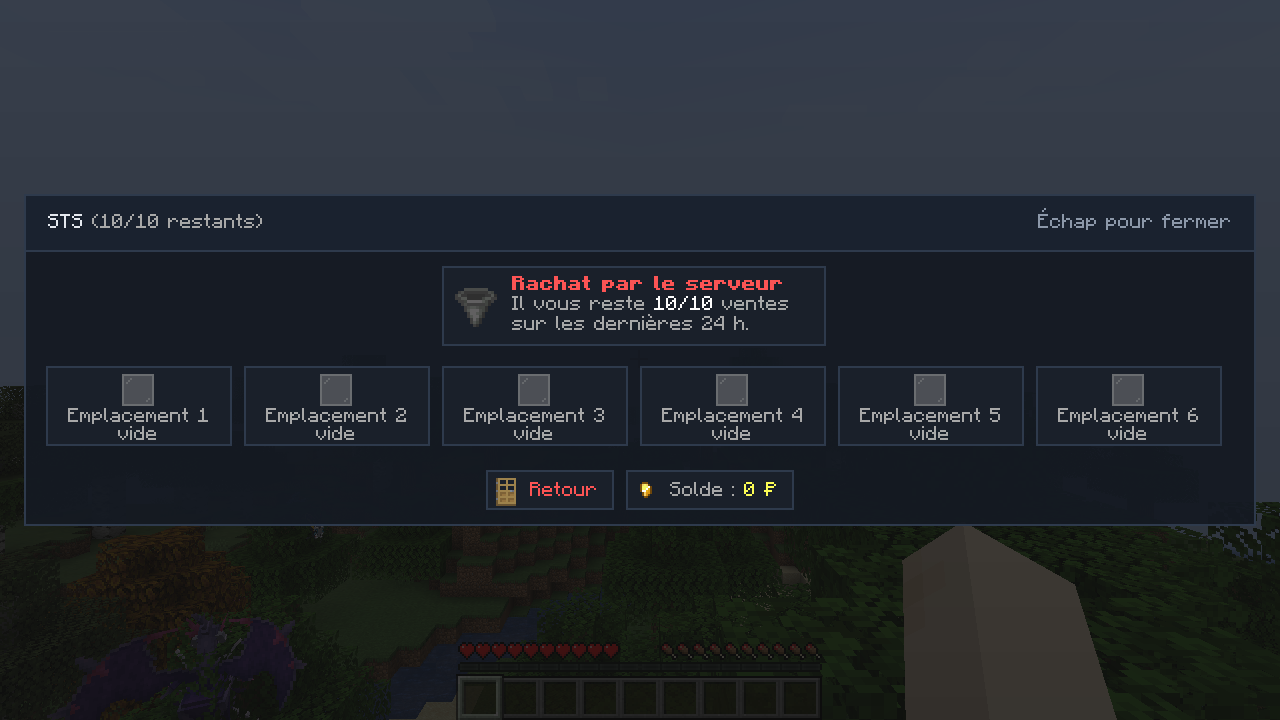 STS (10/10 restants)
Échap pour fermer
Rachat par le serveur
Il vous reste 10/10 ventes
sur les dernières 24 h.
Emplacement 1
vide
Emplacement 2
vide
Emplacement 3
vide
Emplacement 4
vide
Emplacement 5
vide
Emplacement 6
vide
Retour
Solde : 0 ₣